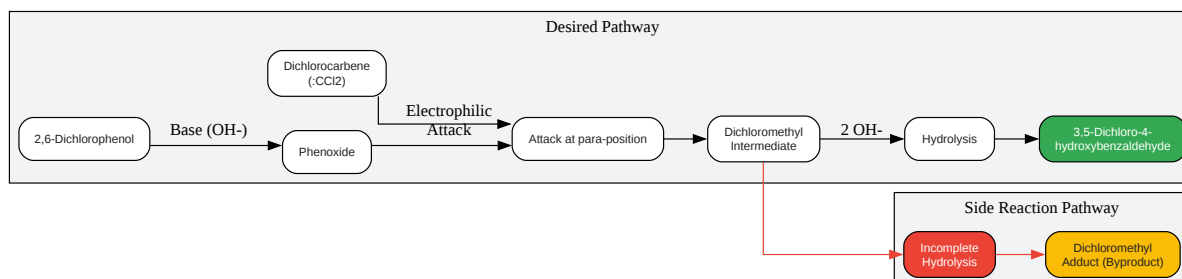 Desired Pathway
Dichlorocarbene
(:CCl2)
Electrophilic
Attack
2,6-Dichlorophenol
Base (OH-)
Phenoxide
Attack at para-position
Dichloromethyl
Intermediate
2 OH-
Hydrolysis
3,5-Dichloro-4-
hydroxybenzaldehyde
Side Reaction Pathway
Incomplete
Hydrolysis
Dichloromethyl
Adduct (Byproduct)